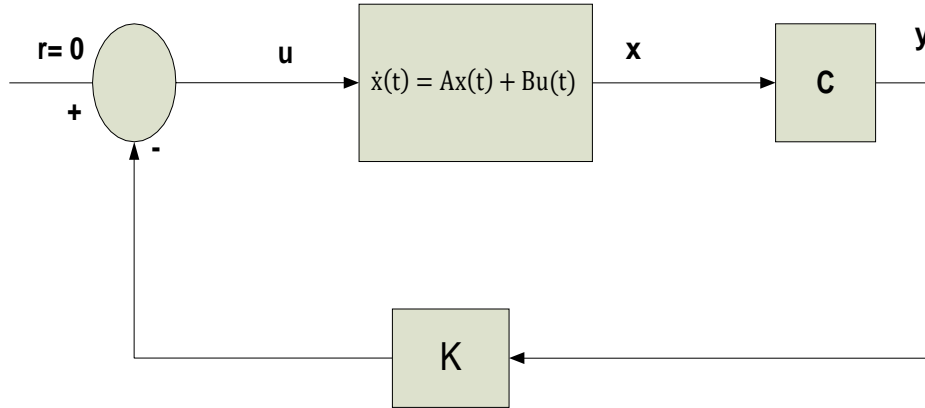 r= 0
u
ẋ(t) = Ax(t) + Bu(t)
x
C
y
+
-
K